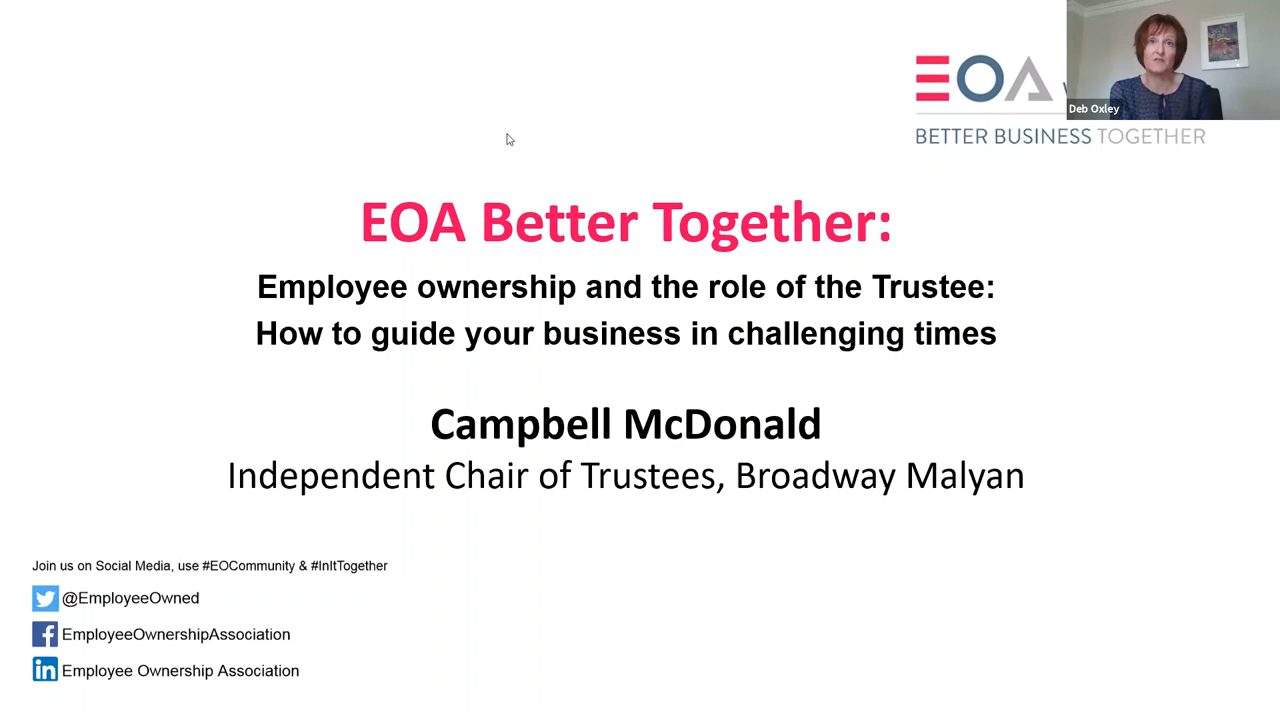 EOA
Deb Oxley
BETTER BUSINESS TOGETHER
EOA Better Together:
Employee ownership and the role of the Trustee:
How to guide your business in challenging times
Campbell McDonald
Independent Chair of Trustees, Broadway Malyan
Join us on Social Media, use #EOCommunity & #InItTogether
@EmployeeOwned
EmployeeOwnershipAssociation
Employee Ownership Association